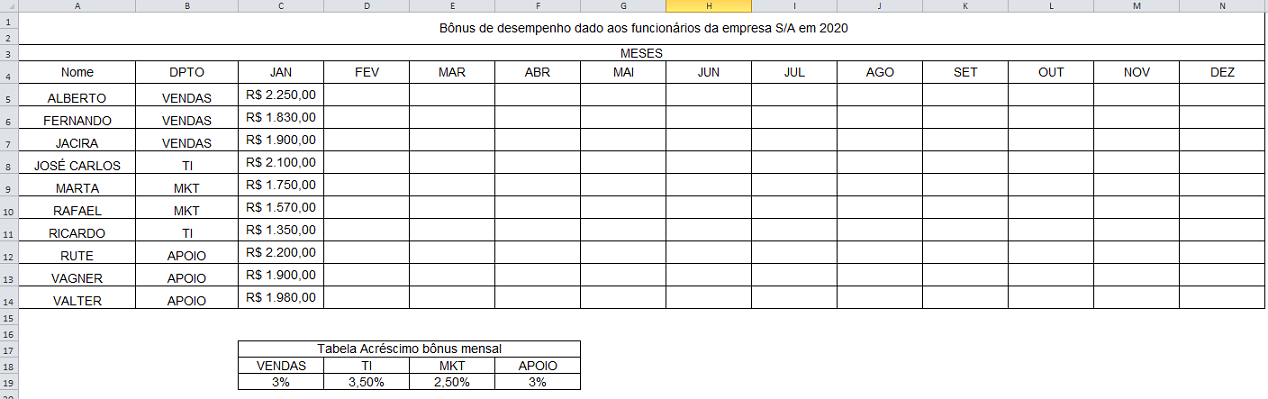 A B C D E F G H I J K L M N
1
2 Bônus de desempenho dado aos funcionários da empresa S/A em 2020
3 MESES
4 Nome DPTO JAN FEV MAR ABR MAI JUN JUL AGO SET OUT NOV DEZ
5 ALBERTO VENDAS R$ 2.250,00
6 FERNANDO VENDAS R$ 1.830,00
7 JACIRA VENDAS R$ 1.900,00
8 JOSÉ CARLOS TI R$ 2.100,00
9 MARTA MKT R$ 1.750,00
10 RAFAEL MKT R$ 1.570,00
11 RICARDO TI R$ 1.350,00
12 RUTE APOIO R$ 2.200,00
13 VAGNER APOIO R$ 1.900,00
14 VALTER APOIO R$ 1.980,00
15
16
17 Tabela Acréscimo bônus mensal
18 VENDAS TI MKT APOIO
19 3% 3,50% 2,50% 3%